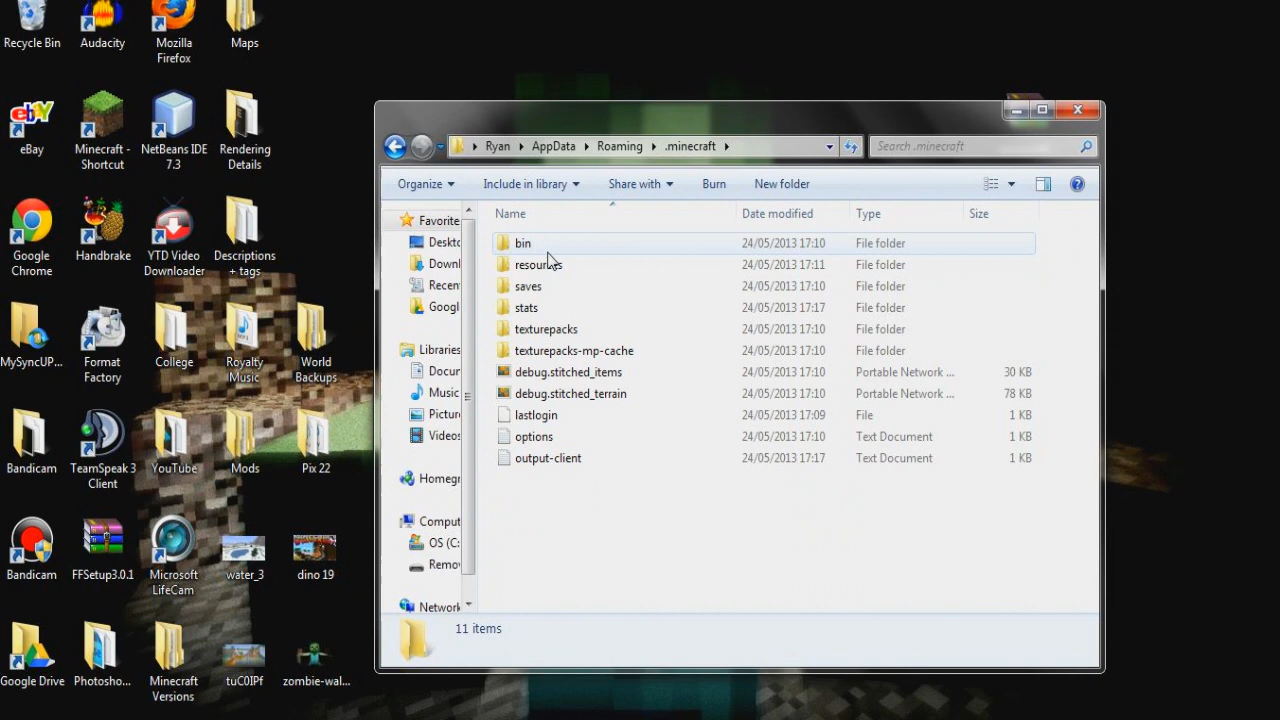 Recycle Bin
Audacity
Mozilla
Firefox
Maps
eBay
Minecraft -
Shortcut
NetBeans IDE
7.3
Rendering
Details
Google
Chrome
Handbrake
YTD Video
Downloader
Descriptions
+ tags
MySyncUP...
Format
Factory
College
Royalty
Music
World
Backups
Bandicam
TeamSpeak 3
Client
YouTube
Mods
Pix 22
Bandicam
FFSetup3.0.1
Microsoft
LifeCam
water_3
dino 19
Google Drive
Photosho...
Minecraft
Versions
tuC0IPf
zombie-wal...
Ryan AppData Roaming .minecraft
Search .minecraft
Organize Include in library Share with Burn New folder
Name Date modified Type Size
Favorite
Deskto
Downl
Recen
Googl
Libraries
Docum
Music
Picture
Videos
Homegr
Comput
OS (C:
Remov
Network
bin 24/05/2013 17:10 File folder
resources 24/05/2013 17:11 File folder
saves 24/05/2013 17:10 File folder
stats 24/05/2013 17:17 File folder
texturepacks 24/05/2013 17:10 File folder
texturepacks-mp-cache 24/05/2013 17:10 File folder
debug.stitched_items 24/05/2013 17:10 Portable Network ... 30 KB
debug.stitched_terrain 24/05/2013 17:10 Portable Network ... 78 KB
lastlogin 24/05/2013 17:09 File 1 KB
options 24/05/2013 17:10 Text Document 1 KB
output-client 24/05/2013 17:17 Text Document 1 KB
11 items